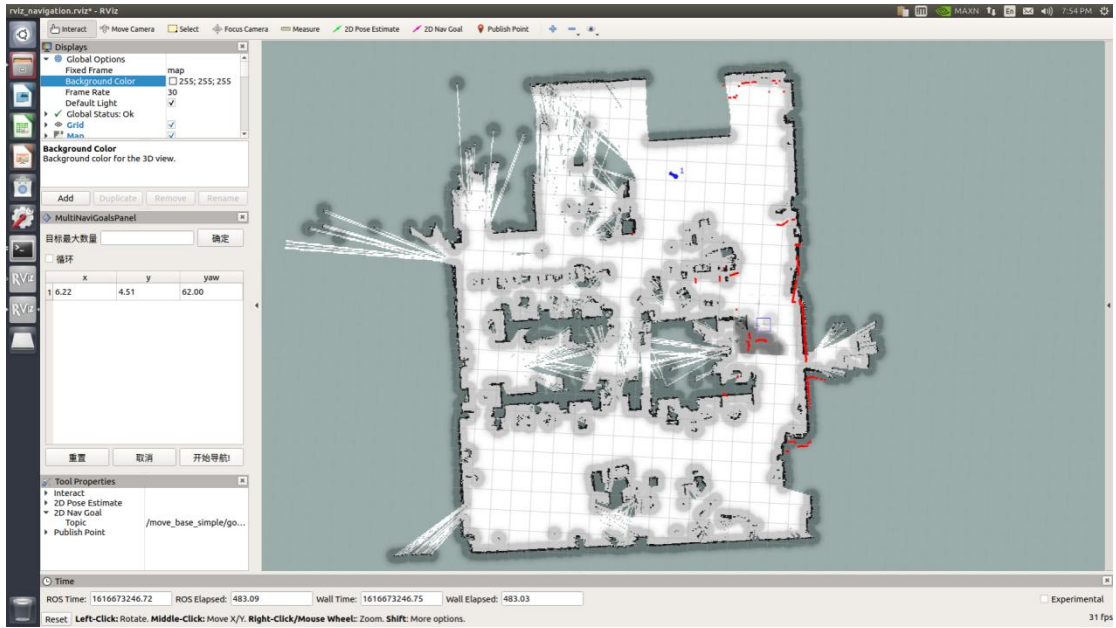 rviz_navigation.rviz* - RViz
MAXN
En
7:54 PM
Interact
Move Camera
Select
Focus Camera
Measure
2D Pose Estimate
2D Nav Goal
Publish Point
Displays
Global Options
Fixed Frame map
Background Color 255; 255; 255
Frame Rate 30
Default Light
Global Status: Ok
Grid
Map
Background Color
Background color for the 3D view.
Add Duplicate Remove Rename
MultiNaviGoalsPanel
目标最大数量 确定
循环
x y yaw
1 6.22 4.51 62.00
重置 取消 开始导航!
Tool Properties
Interact
2D Pose Estimate
2D Nav Goal
Topic /move_base_simple/go...
Publish Point
1
RViz
RViz
Time
ROS Time: 1616673246.72 ROS Elapsed: 483.09 Wall Time: 1616673246.75 Wall Elapsed: 483.03 Experimental
Reset Left-Click: Rotate. Middle-Click: Move X/Y. Right-Click/Mouse Wheel: Zoom. Shift: More options. 31 fps